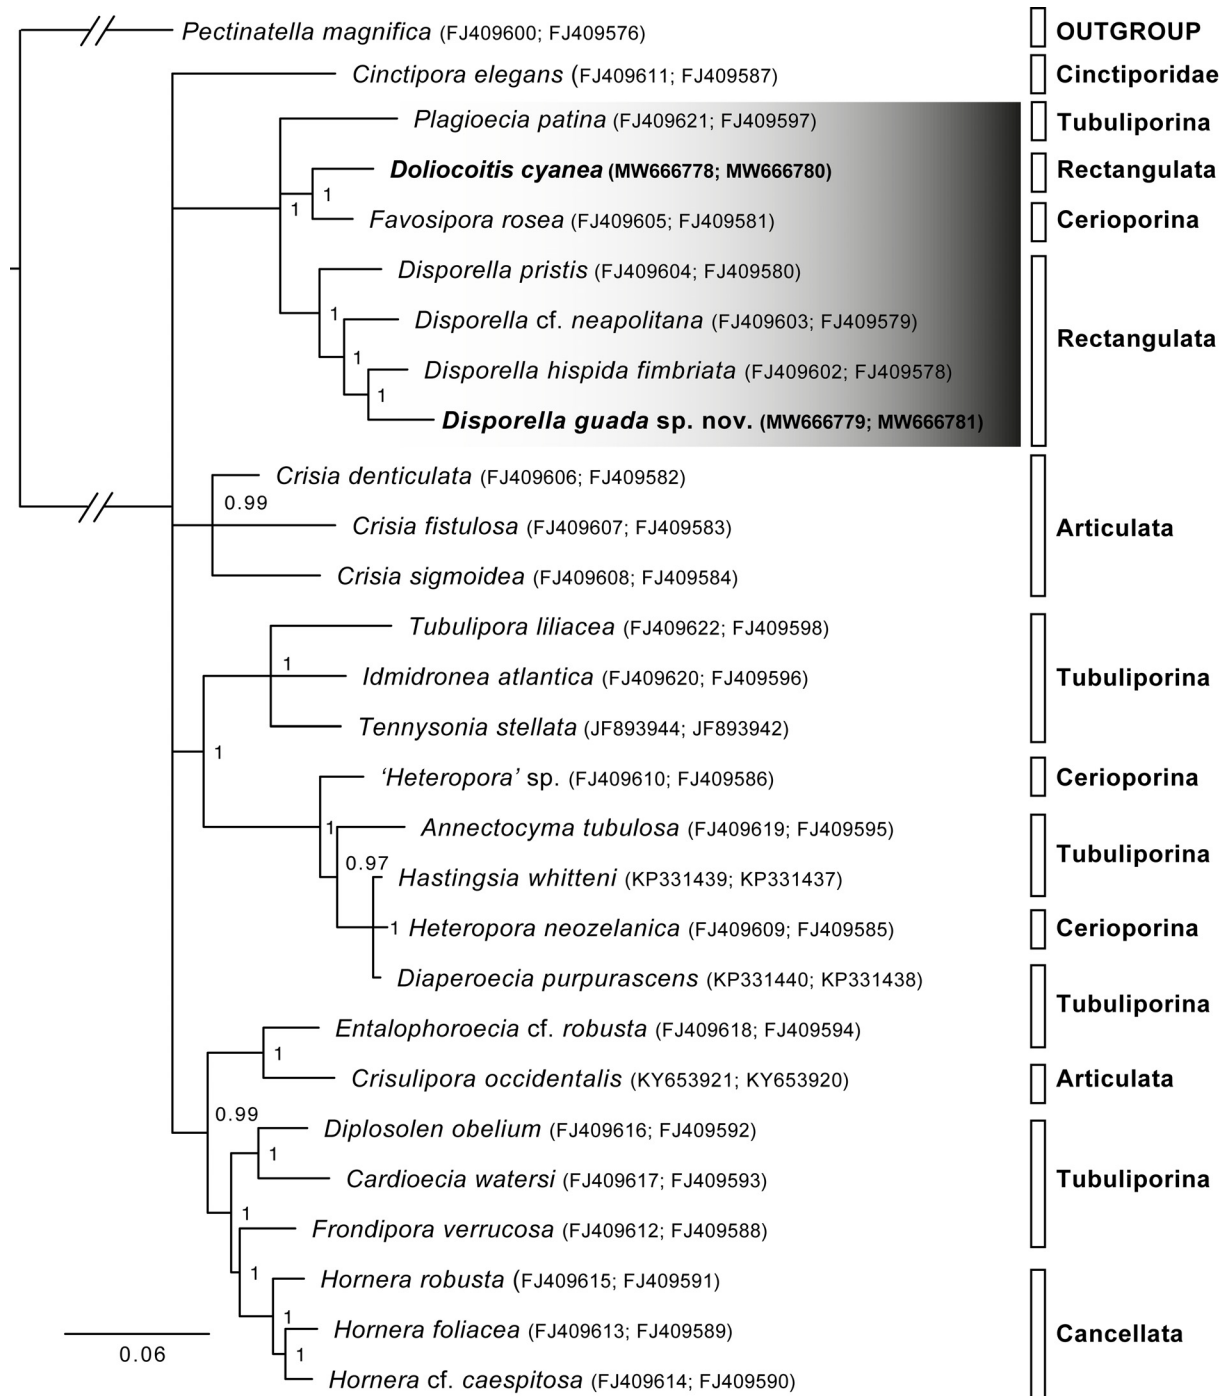 Pectinatella magnifica (FJ409600; FJ409576) OUTGROUP
Cinctipora elegans (FJ409611; FJ409587) Cinctiporidae
Plagioecia patina (FJ409621; FJ409597) Tubuliporina
Doliocoitis cyanea (MW666778; MW666780) Rectangulata
1
1
Favosipora rosea (FJ409605; FJ409581) Cerioporina
Disporella pristis (FJ409604; FJ409580)
1
Disporella cf. neapolitana (FJ409603; FJ409579)
Rectangulata
1
Disporella hispida fimbriata (FJ409602; FJ409578)
1
Disporella guada sp. nov. (MW666779; MW666781)
Crisia denticulata (FJ409606; FJ409582)
0.99
Crisia fistulosa (FJ409607; FJ409583) Articulata
Crisia sigmoidea (FJ409608; FJ409584)
Tubulipora liliacea (FJ409622; FJ409598)
1
Idmidronea atlantica (FJ409620; FJ409596) Tubuliporina
Tennysonia stellata (JF893944; JF893942)
1
‘Heteropora’ sp. (FJ409610; FJ409586) Cerioporina
1
Annectocyma tubulosa (FJ409619; FJ409595)
Tubuliporina
0.97
Hastingsia whitteni (KP331439; KP331437)
1 Heteropora neozelanica (FJ409609; FJ409585) Cerioporina
Diaperoecia purpurascens (KP331440; KP331438)
Tubuliporina
Entalophoroecia cf. robusta (FJ409618; FJ409594)
1
Crisulipora occidentalis (KY653921; KY653920) Articulata
0.99
Diplosolen obelium (FJ409616; FJ409592)
1
Cardioecia watersi (FJ409617; FJ409593) Tubuliporina
1
Frondipora verrucosa (FJ409612; FJ409588)
1
Hornera robusta (FJ409615; FJ409591)
1
Hornera foliacea (FJ409613; FJ409589) Cancellata
1
0.06
Hornera cf. caespitosa (FJ409614; FJ409590)